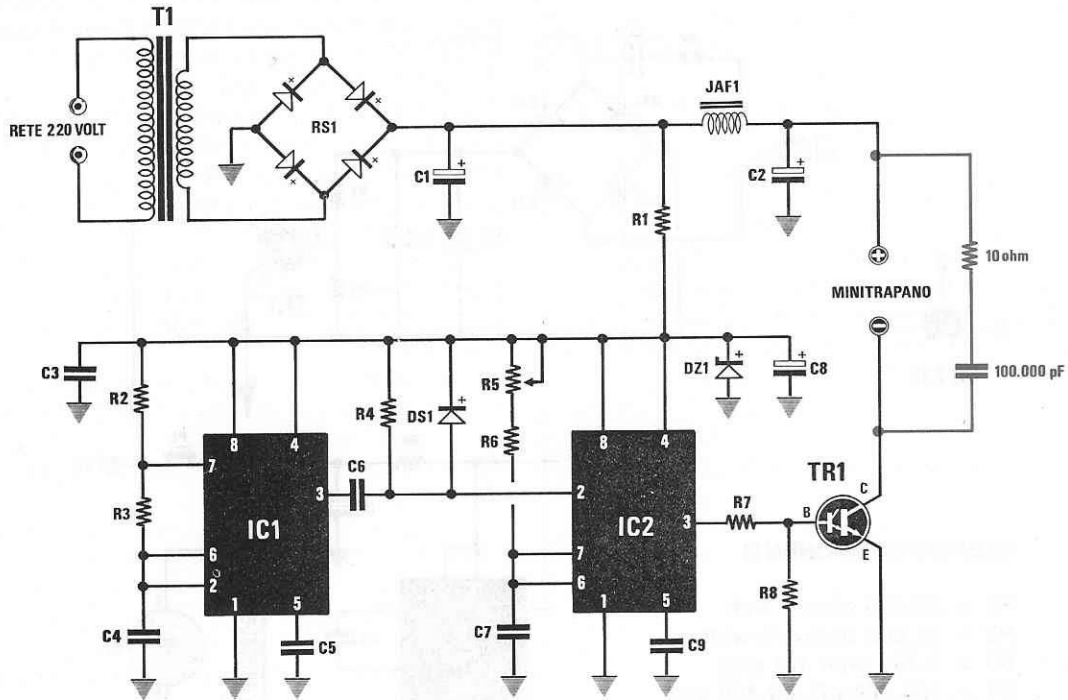 T1
RETE 220 VOLT
RS1
JAF1
C1
+
C2
+
R1
10 ohm
MINITRAPANO
100.000 pF
C3
R2
R4
DS1
+
R5
R6
DZ1
+
C8
+
8
4
7
3
C6
IC1
R3
6
2
1
5
C4
C5
8
4
2
3
IC2
7
6
1
5
C7
C9
R7
B
C
E
TR1
R8